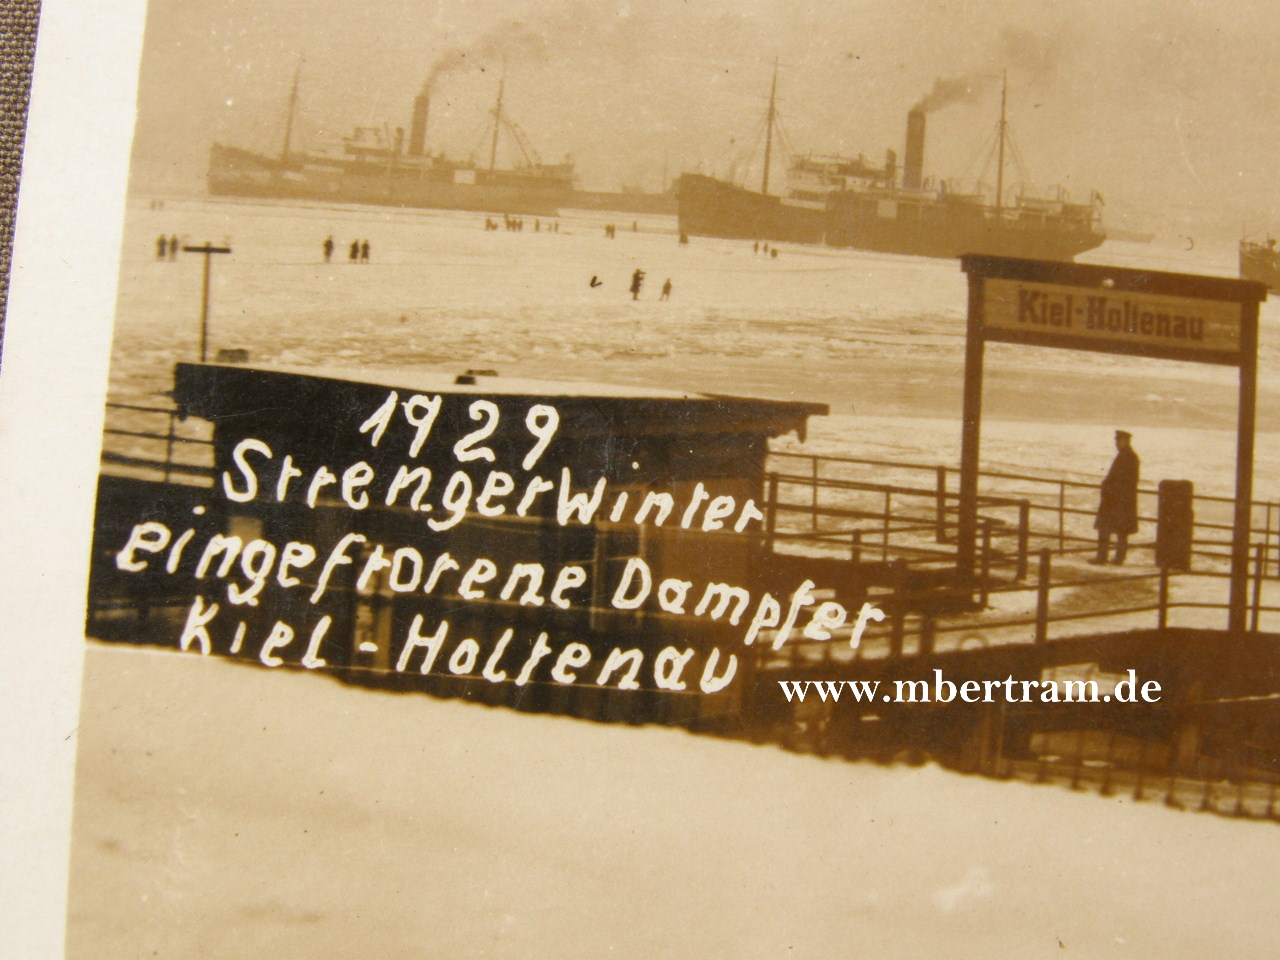 Kiel-Holtenau
1929
Strenger Winter
eingefrorene Dampfer
Kiel - Holtenau
www.mbertram.de